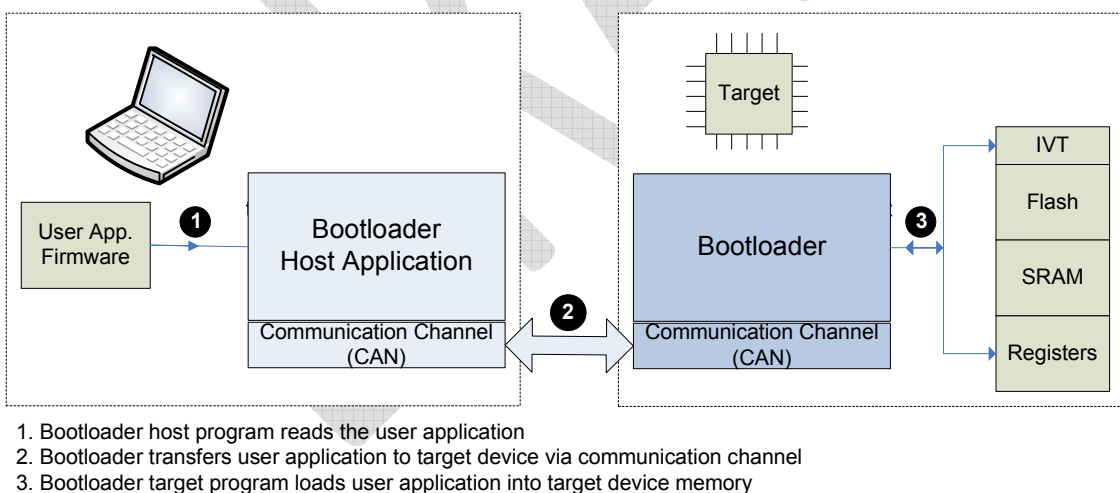 Target
IVT
Flash
SRAM
Registers
User App.
Firmware
1
Bootloader
Host Application
Communication Channel
(CAN)
2
Bootloader
Communication Channel
(CAN)
3
1. Bootloader host program reads the user application
2. Bootloader transfers user application to target device via communication channel
3. Bootloader target program loads user application into target device memory